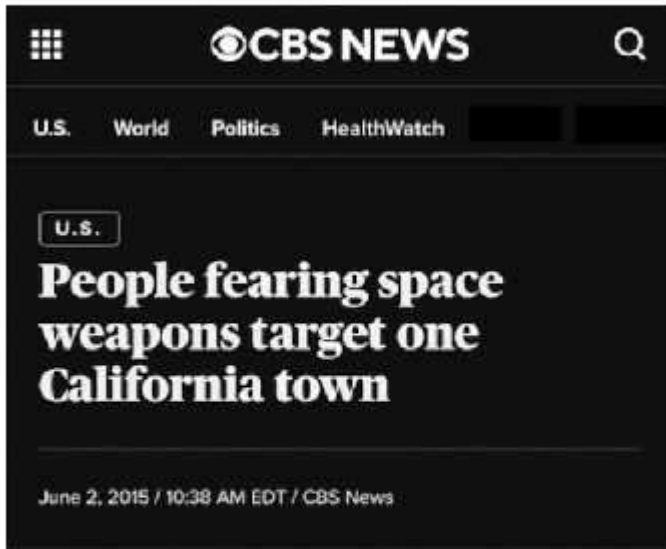 CBS NEWS
U.S. World Politics HealthWatch
U.S.
People fearing space
weapons target one
California town
June 2, 2015 / 10:38 AM EDT / CBS News